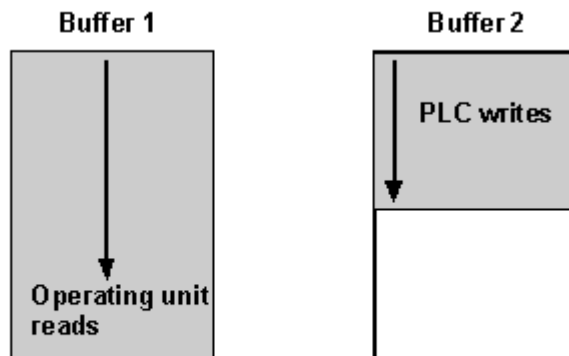 Buffer 1
Buffer 2
PLC writes
Operating unit
reads